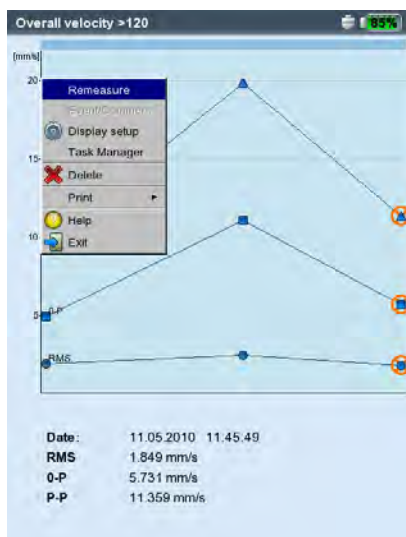 Overall velocity >120
85%
[mm/s]
20
Remeasure
Event/Comment
Display setup
Task Manager
15
Delete
Print
Help
10
Exit
5
0-P
RMS
Date: 11.05.2010 11.45.49
RMS 1.849 mm/s
0-P 5.731 mm/s
P-P 11.359 mm/s